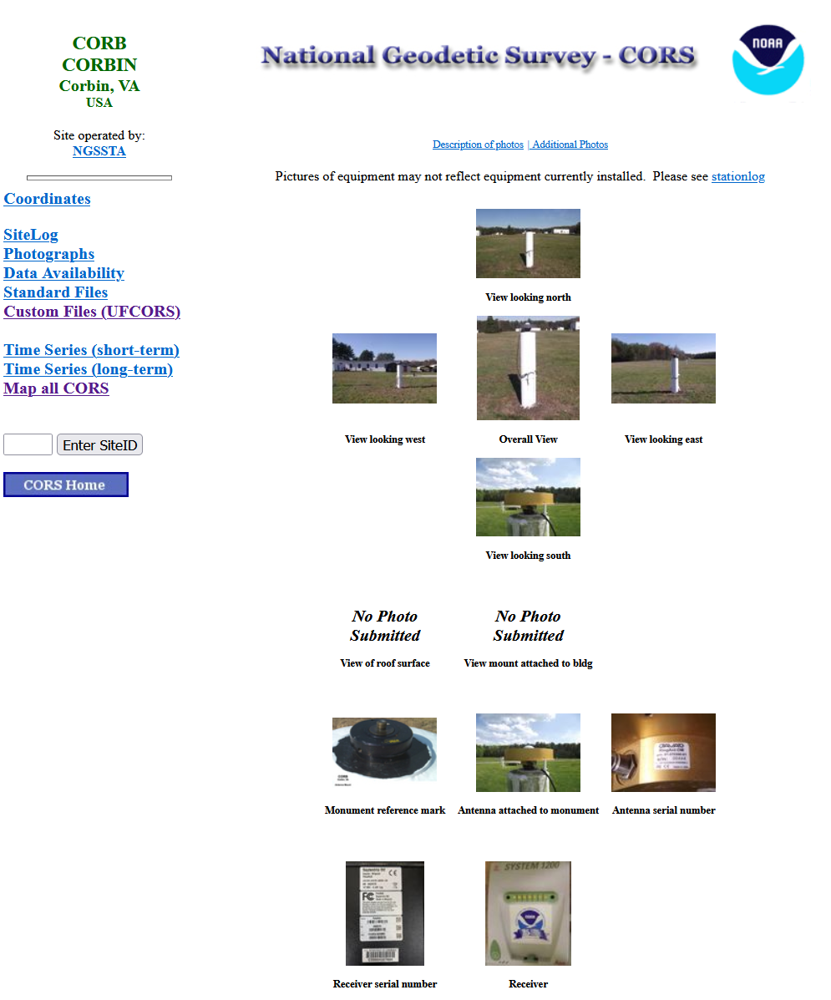 CORB
CORBIN
Corbin, VA
USA
Site operated by:
NGSSTA
Coordinates
SiteLog
Photographs
Data Availability
Standard Files
Custom Files (UFCORS)
Time Series (short-term)
Time Series (long-term)
Map all CORS
Enter SiteID
CORS Home
National Geodetic Survey - CORS
NOAA
Description of photos | Additional Photos
Pictures of equipment may not reflect equipment currently installed.  Please see stationlog
View looking north
View looking west
Overall View
View looking east
View looking south
No Photo
Submitted
No Photo
Submitted
View of roof surface
View mount attached to bldg
CORB
Monument reference mark
Antenna attached to monument
Antenna serial number
FC
CE
SYSTEM 1200
NOAA
Receiver serial number
Receiver